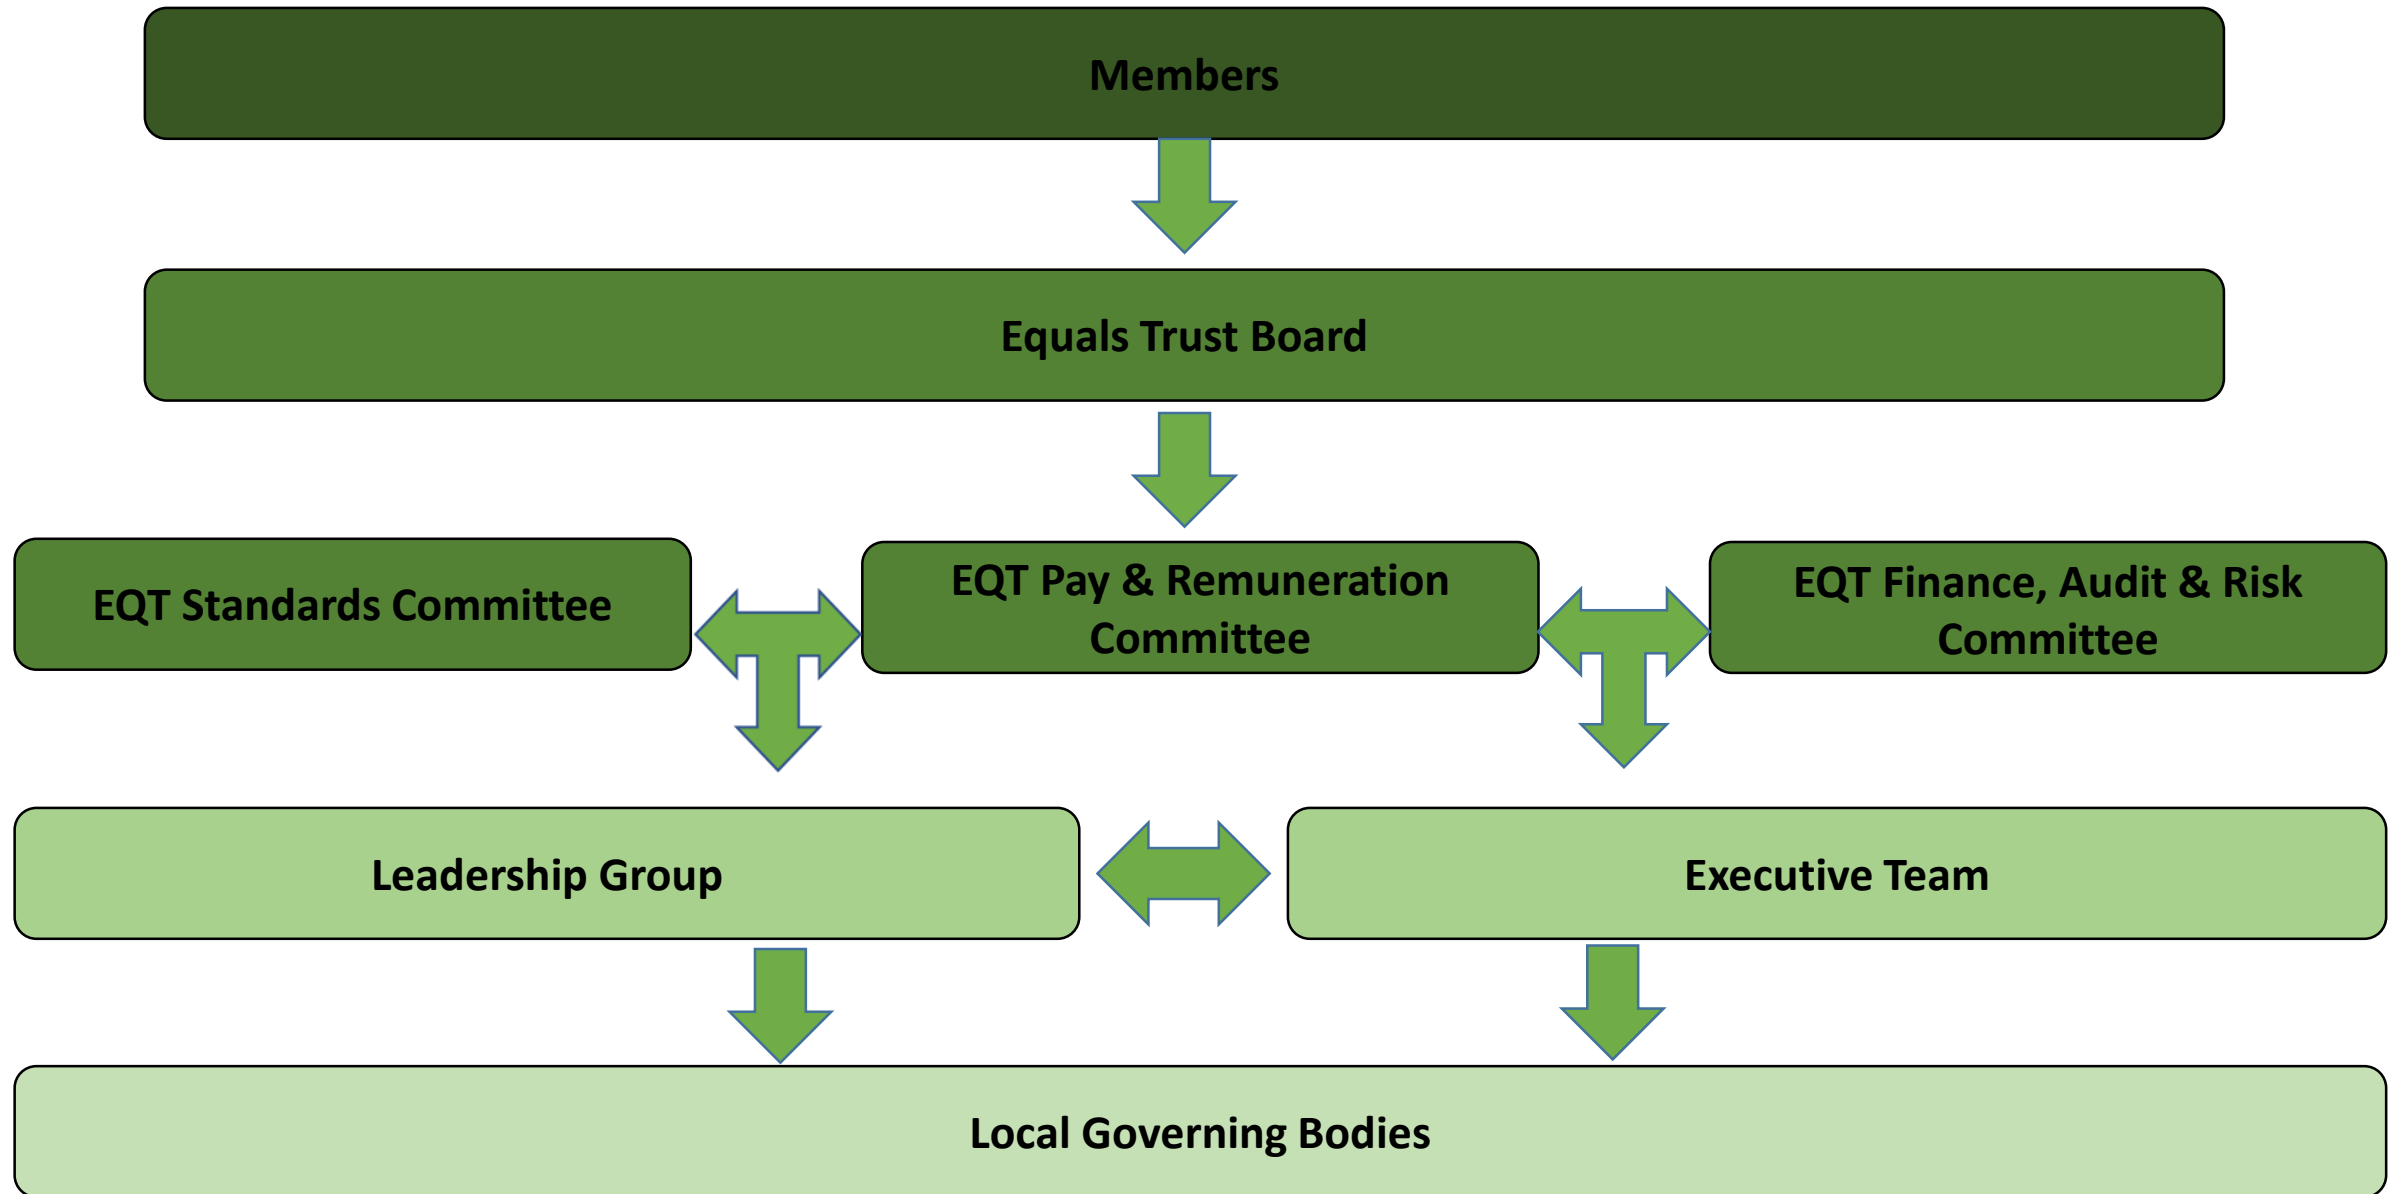 Members
Equals Trust Board
EQT Standards Committee
EQT Pay & Remuneration
Committee
EQT Finance, Audit & Risk
Committee
Leadership Group
Executive Team
Local Governing Bodies